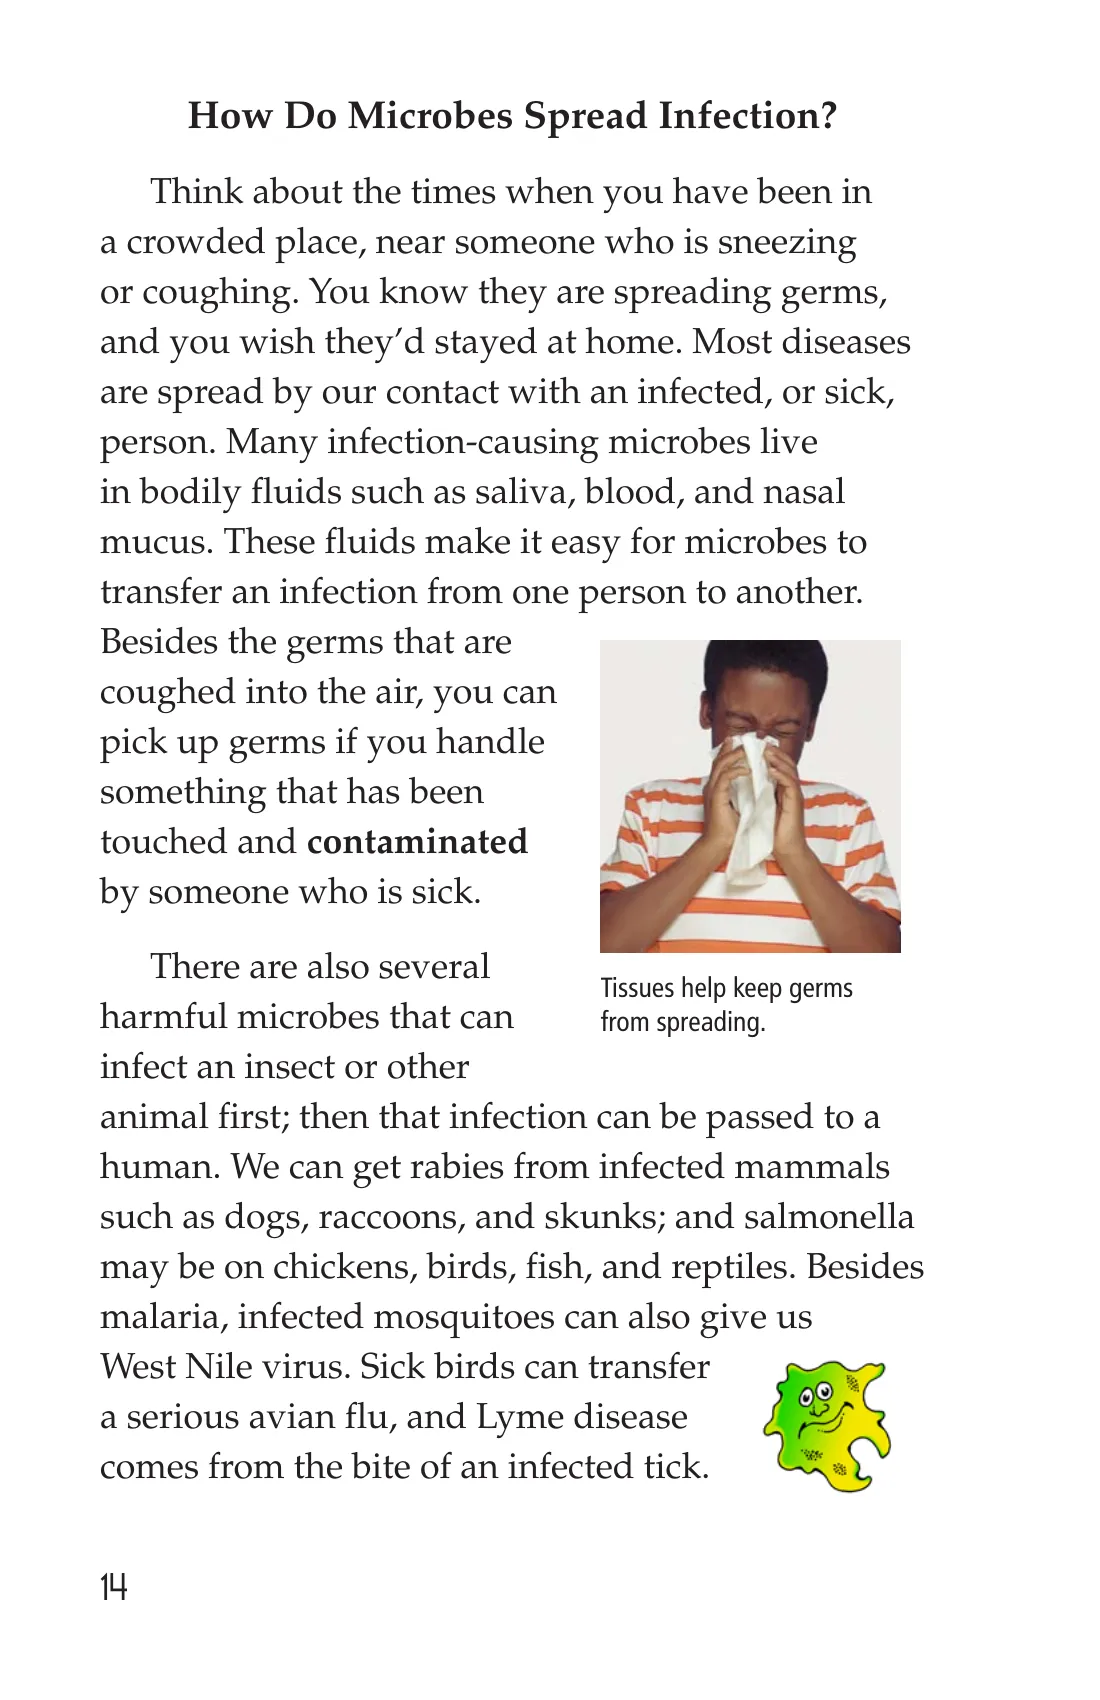 How Do Microbes Spread Infection?
Think about the times when you have been in
a crowded place, near someone who is sneezing
or coughing. You know they are spreading germs,
and you wish they’d stayed at home. Most diseases
are spread by our contact with an infected, or sick,
person. Many infection-causing microbes live
in bodily fluids such as saliva, blood, and nasal
mucus. These fluids make it easy for microbes to
transfer an infection from one person to another.
Besides the germs that are
coughed into the air, you can
pick up germs if you handle
something that has been
touched and contaminated
by someone who is sick.
Tissues help keep germs
from spreading.
There are also several
harmful microbes that can
infect an insect or other
animal first; then that infection can be passed to a
human. We can get rabies from infected mammals
such as dogs, raccoons, and skunks; and salmonella
may be on chickens, birds, fish, and reptiles. Besides
malaria, infected mosquitoes can also give us
West Nile virus. Sick birds can transfer
a serious avian flu, and Lyme disease
comes from the bite of an infected tick.
14